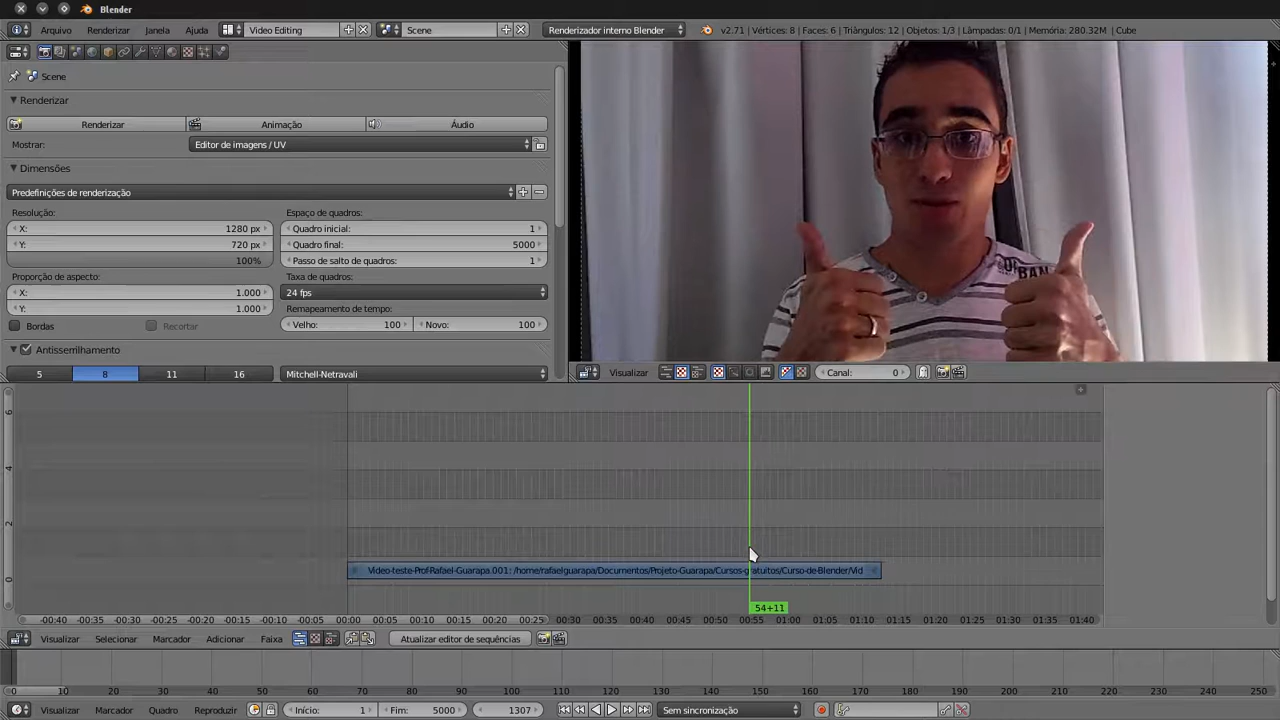 Blender
Arquivo Renderizar Janela Ajuda Video Editing Scene Renderizador interno Blender v2.71 | Vértices: 8 | Faces: 6 | Triângulos: 12 | Objetos: 1/3 | Lâmpadas: 0/1 | Memória: 280.32M | Cube
Scene
Renderizar
Renderizar Animação Áudio
Mostrar: Editor de imagens / UV
Dimensões
Predefinições de renderização
Resolução: Espaço de quadros:
X: 1280 px Quadro inicial: 1
Y: 720 px Quadro final: 5000
100% Passo de salto de quadros: 1
Proporção de aspecto: Taxa de quadros:
X: 1.000 24 fps
Y: 1.000 Remapeamento de tempo:
Bordas Recortar Velho: 100 Novo: 100
Antisserrilhamento
5 8 11 16 Mitchell-Netravali
URBAN
Visualizar Canal: 0
6
4
2
0
Video-teste-Prof-Rafael-Guarapa.001: /home/rafaelguarapa/Documentos/Projeto-Guarapa/Cursos-gratuitos/Curso-de-Blender/Vid
54+11
-00:40 -00:35 -00:30 -00:25 -00:20 -00:15 -00:10 -00:05 00:00 00:05 00:10 00:15 00:20 00:25 00:30 00:35 00:40 00:45 00:50 00:55 01:00 01:05 01:10 01:15 01:20 01:25 01:30 01:35 01:40
Visualizar Selecionar Marcador Adicionar Faixa Atualizar editor de sequências
0 10 20 30 40 50 60 70 80 90 100 110 120 130 140 150 160 170 180 190 200 210 220 230 240 250
Visualizar Marcador Quadro Reproduzir Início: 1 Fim: 5000 1307 Sem sincronização